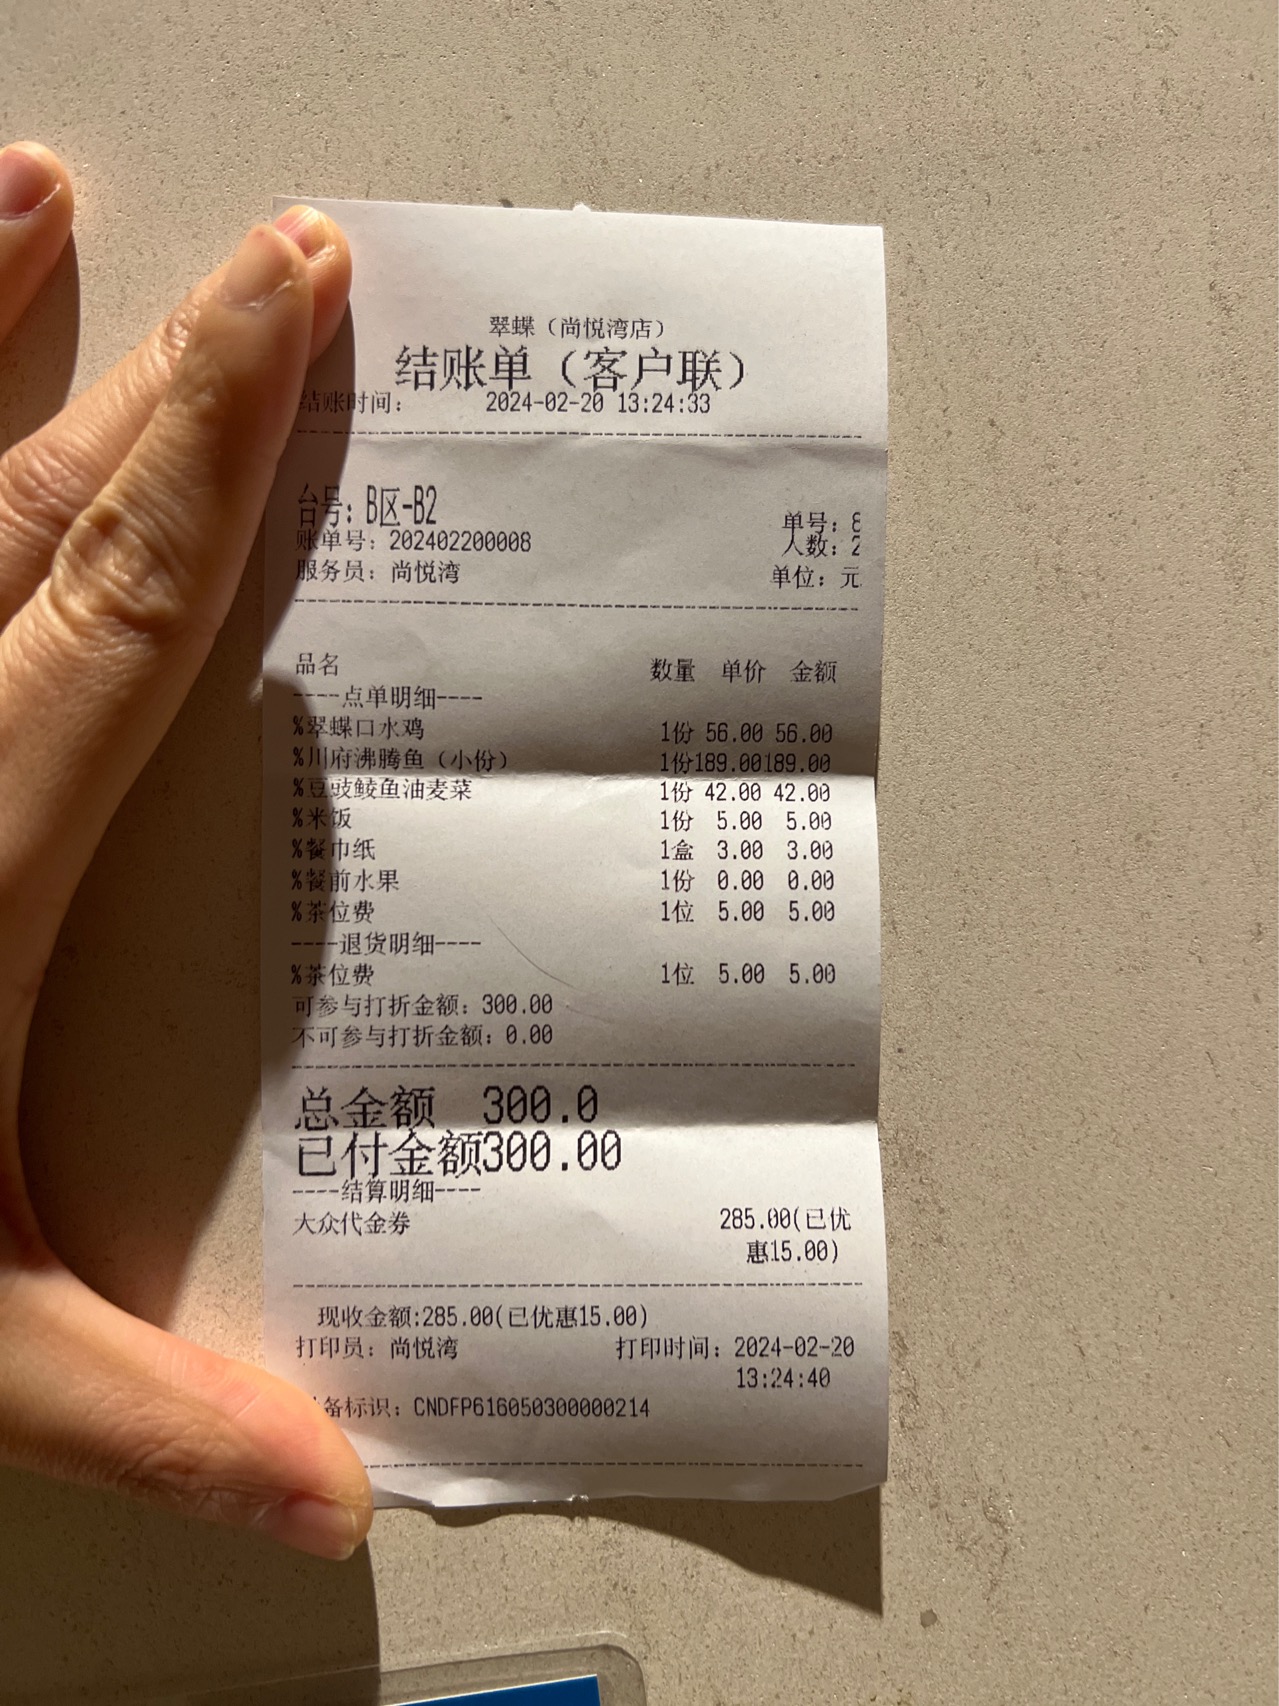 翠蝶（尚悦湾店）
结账单（客户联）
结账时间： 2024-02-20 13:24:33
台号：B区-B2
单号：8
账单号：202402200008
人数：2
服务员：尚悦湾
单位：元
品名 数量 单价 金额
----点单明细----
%翠蝶口水鸡 1份 56.00 56.00
%川府沸腾鱼（小份） 1份189.00189.00
%豆豉鲮鱼油麦菜 1份 42.00 42.00
%米饭 1份 5.00 5.00
%餐巾纸 1盒 3.00 3.00
%餐前水果 1份 0.00 0.00
%茶位费 1位 5.00 5.00
----退货明细----
%茶位费 1位 5.00 5.00
可参与打折金额：300.00
不可参与打折金额：0.00
总金额 300.0
已付金额300.00
----结算明细----
大众代金券 285.00(已优
惠15.00)
现收金额:285.00(已优惠15.00)
打印员：尚悦湾 打印时间：2024-02-20
13:24:40
备标识：CNDFP616050300000214